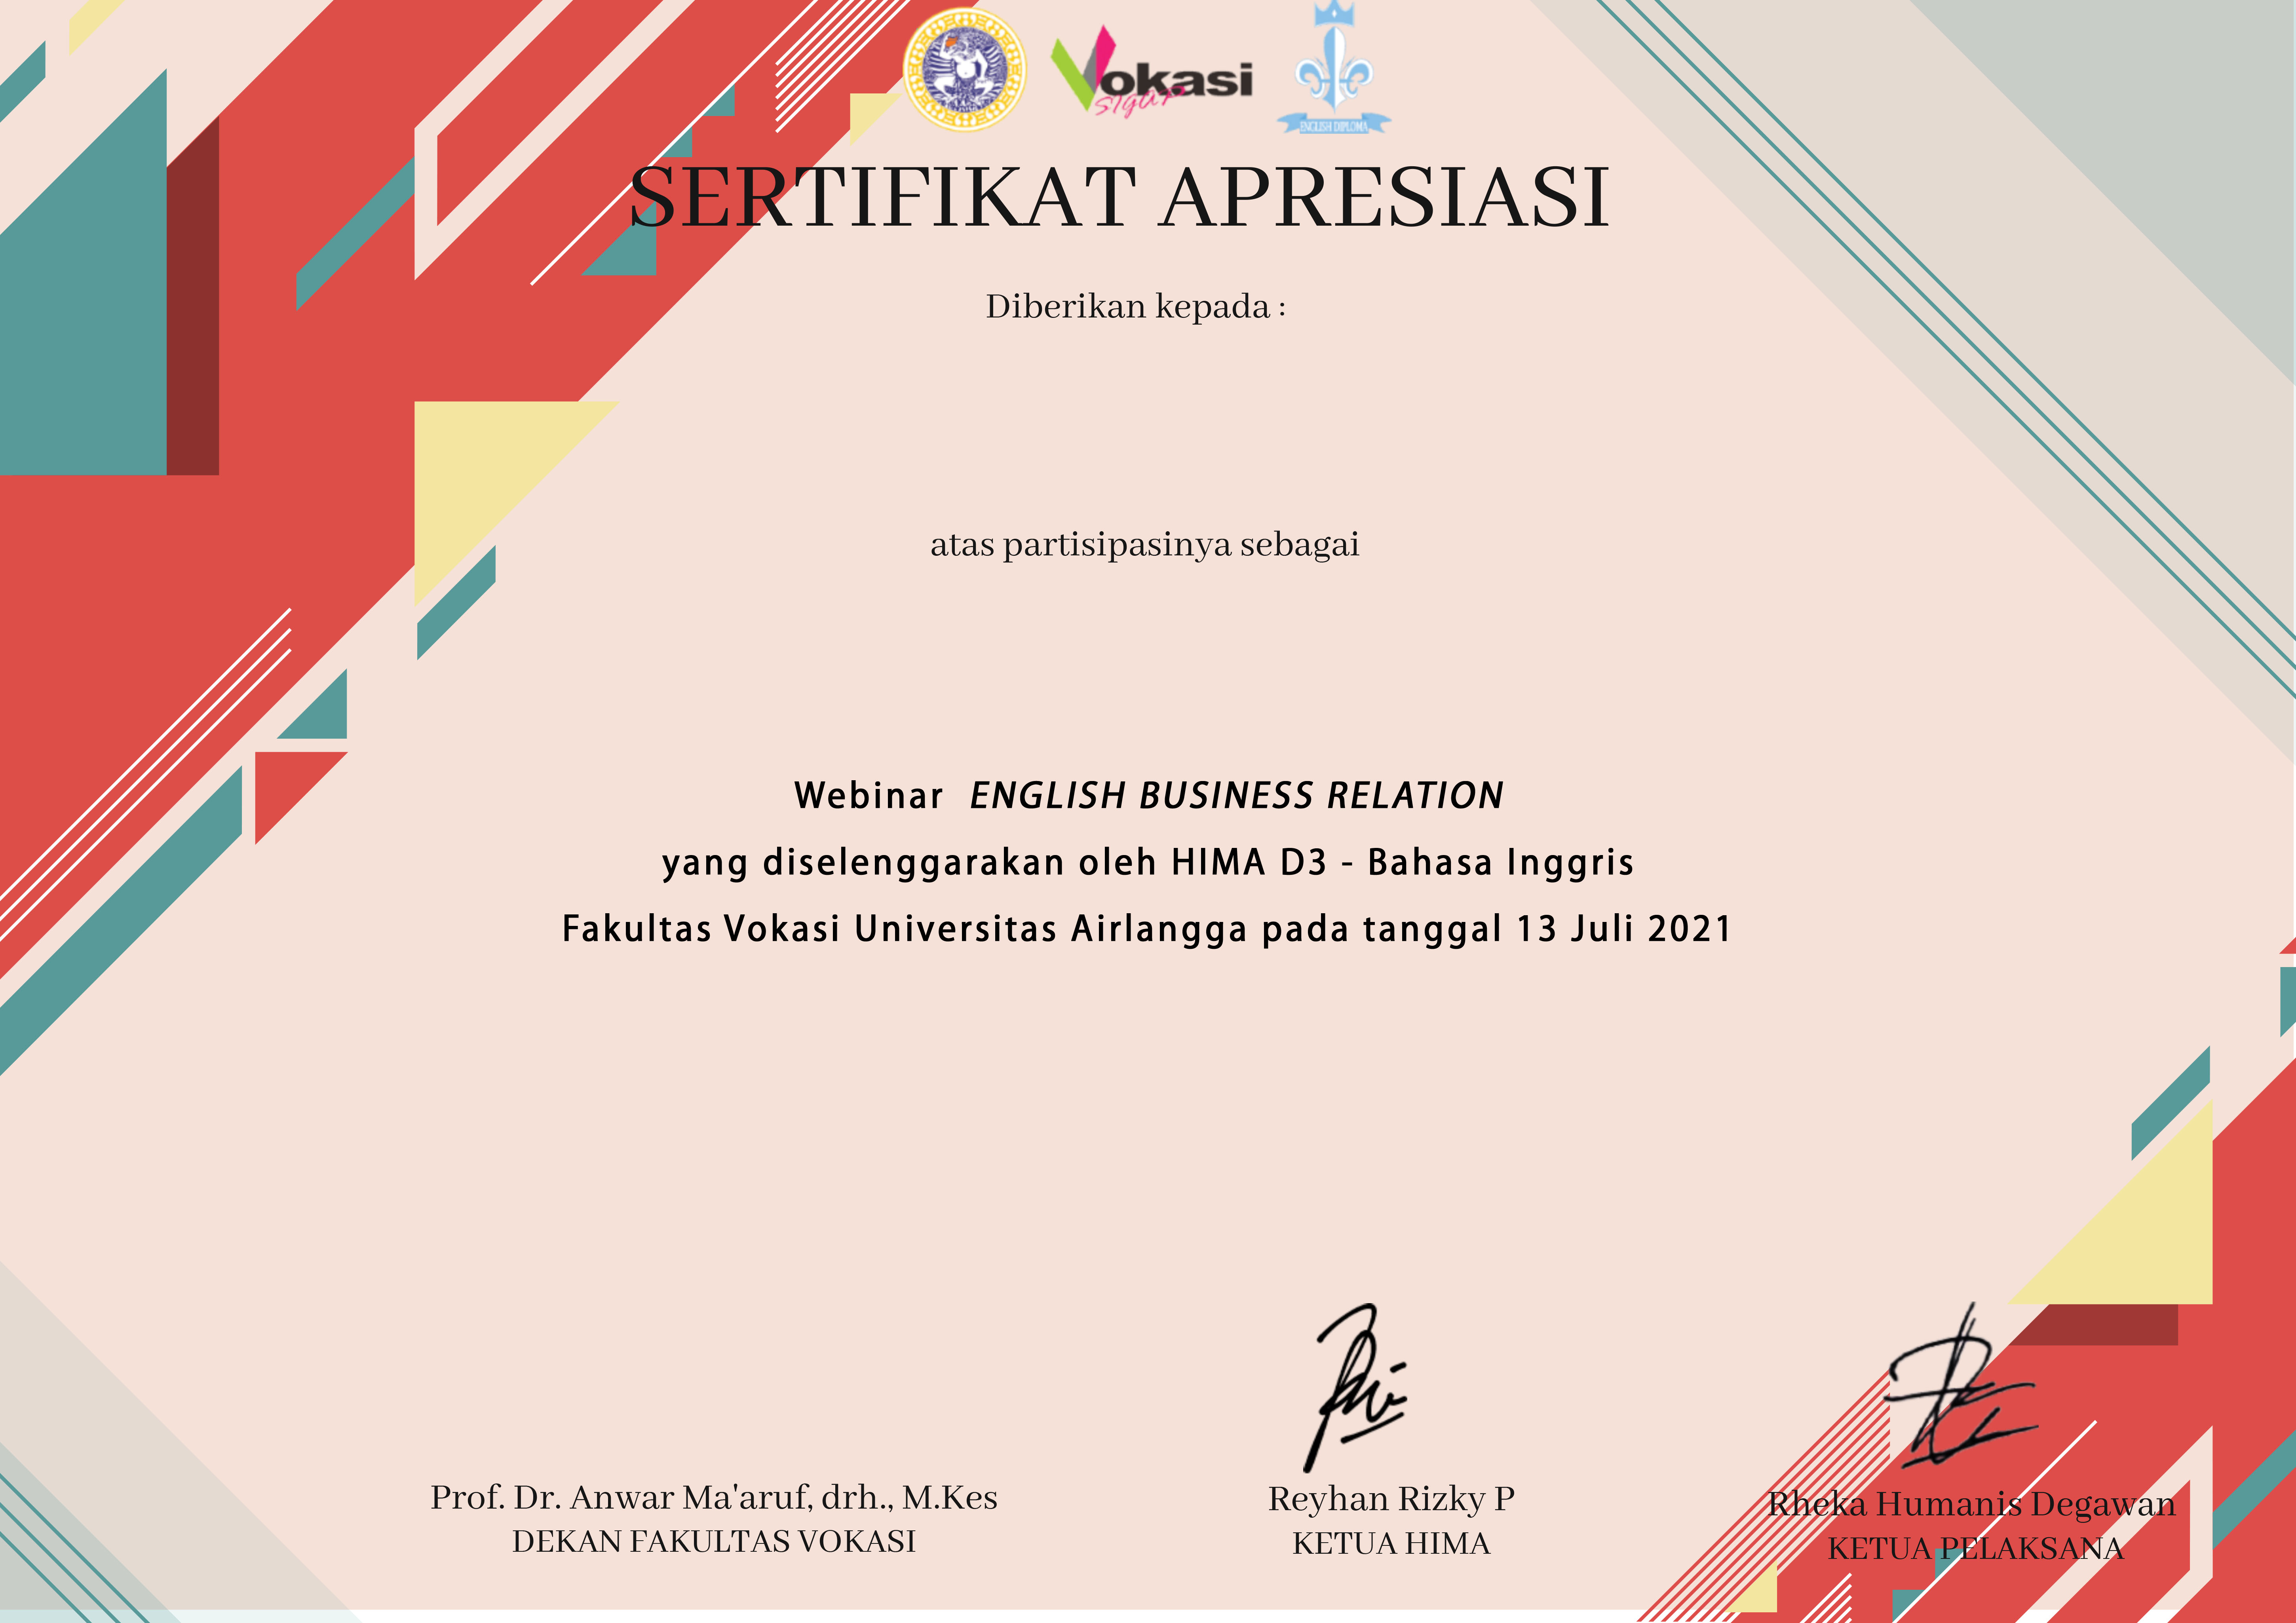 Vokasi
SIGAP
ENGLISH DIPLOMA
SERTIFIKAT APRESIASI
Diberikan kepada :
atas partisipasinya sebagai
Webinar ENGLISH BUSINESS RELATION
yang diselenggarakan oleh HIMA D3 - Bahasa Inggris
Fakultas Vokasi Universitas Airlangga pada tanggal 13 Juli 2021
Prof. Dr. Anwar Ma'aruf, drh., M.Kes
DEKAN FAKULTAS VOKASI
Reyhan Rizky P
KETUA HIMA
Rheka Humanis Degawan
KETUA PELAKSANA